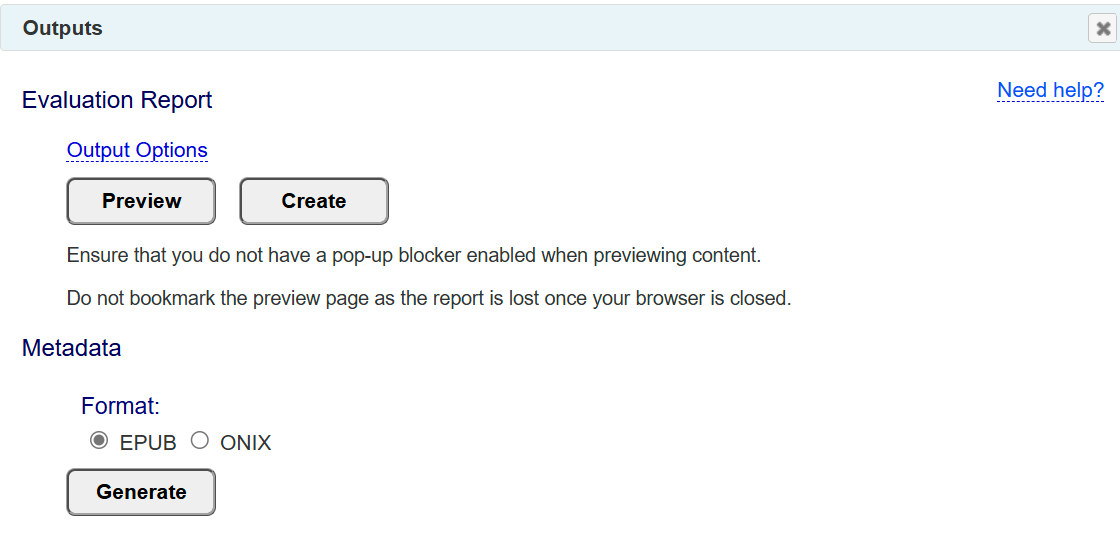 Outputs
Need help?
Evaluation Report
Output Options
Preview Create
Ensure that you do not have a pop-up blocker enabled when previewing content.
Do not bookmark the preview page as the report is lost once your browser is closed.
Metadata
Format:
EPUB ONIX
Generate